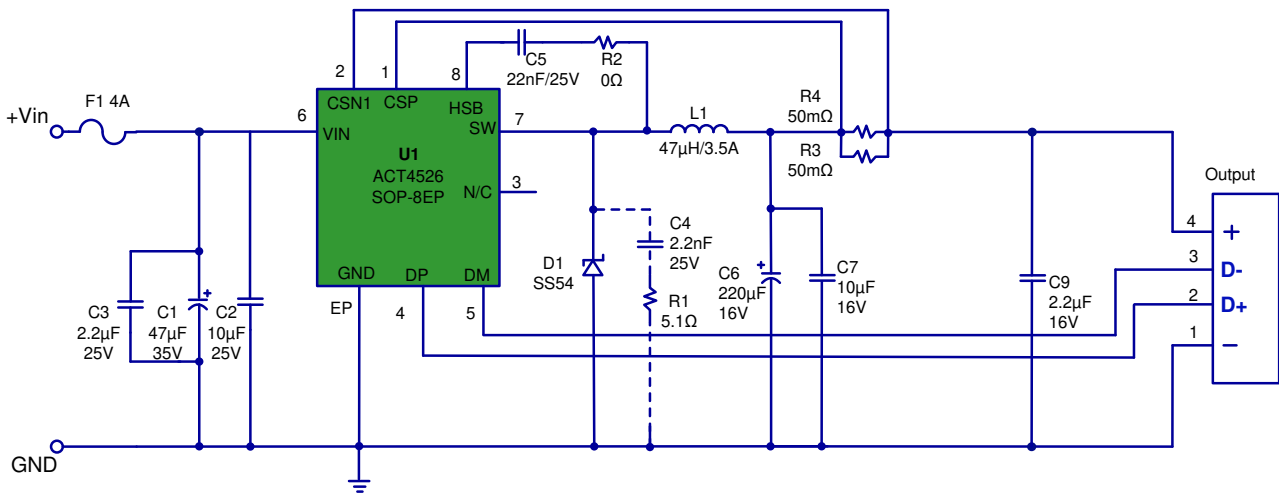 2
1
8
C5
22nF/25V
R2
0Ω
+Vin
F1 4A
6
CSN1
CSP
HSB
VIN
SW
7
L1
47µH/3.5A
R4
50mΩ
R3
50mΩ
U1
ACT4526
SOP-8EP
N/C
3
Output
C4
2.2nF
25V
D1
SS54
R1
5.1Ω
GND
DP
DM
EP
4
5
C3
2.2µF
25V
C1
+
47µF
35V
C2
10µF
25V
C6
+
220µF
16V
C7
10µF
16V
C9
2.2µF
16V
4
+
3
D-
2
D+
1
−
GND